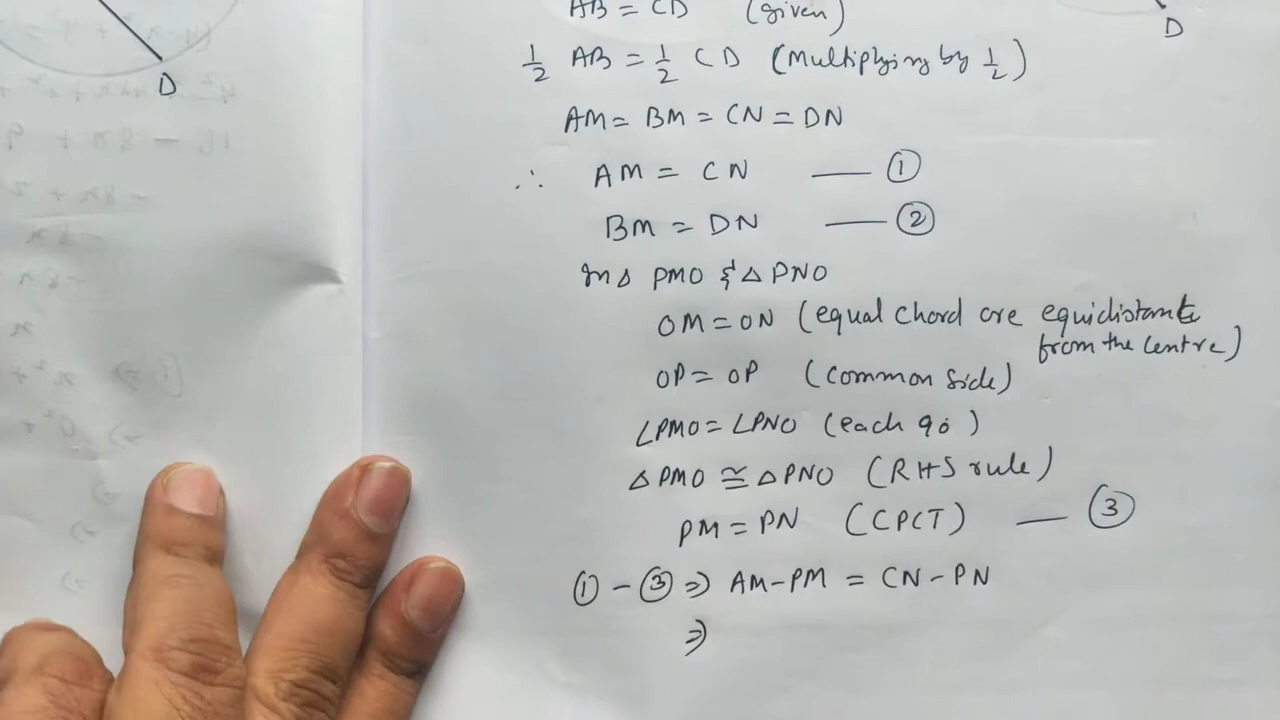 AB = CD (given)
D
D
1/2 AB = 1/2 CD (Multiplying by 1/2)
AM = BM = CN = DN
∴ AM = CN —— ①
BM = DN —— ②
In △ PMO & △ PNO
OM = ON (equal chord are equidistant
from the centre)
OP = OP (common side)
∠PMO = ∠PNO (each 90°)
△ PMO ≅ △ PNO (RHS rule)
PM = PN (CPCT) —— ③
① - ③ ⇒ AM - PM = CN - PN
⇒